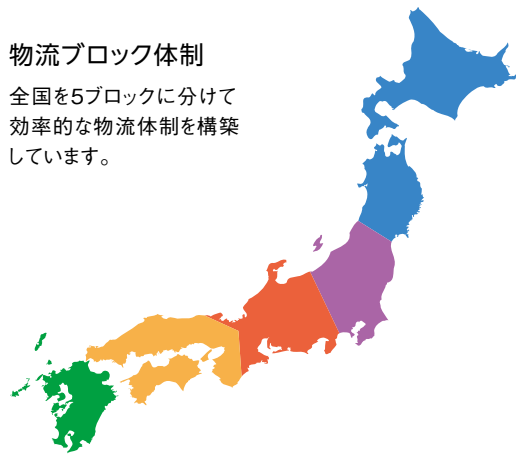 物流ブロック体制
全国を5ブロックに分けて
効率的な物流体制を構築
しています。